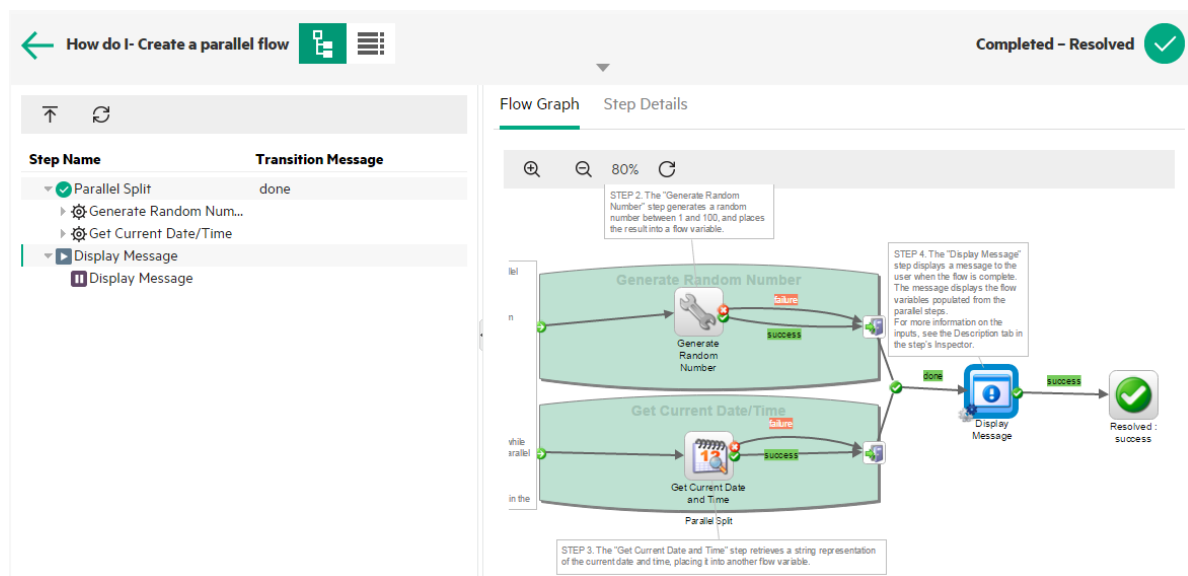 How do I- Create a parallel flow
Completed – Resolved
Step Name
Transition Message
Parallel Split
done
Generate Random Num...
Get Current Date/Time
Display Message
Display Message
Flow Graph
Step Details
80%
STEP 2. The "Generate Random
Number" step generates a random
number between 1 and 100, and places
the result into a flow variable.
STEP 4. The "Display Message"
step displays a message to the
user when the flow is complete.
The message displays the flow
variables populated from the
parallel steps.
For more information on the
inputs, see the Description tab in
the step's Inspector.
Generate Random Number
failure
success
Generate
Random
Number
done
success
Display
Message
Resolved :
success
Get Current Date/Time
failure
success
while
in the
12
Get Current Date
and Time
Parallel Split
STEP 3. The "Get Current Date and Time" step retrieves a string representation
of the current date and time, placing it into another flow variable.